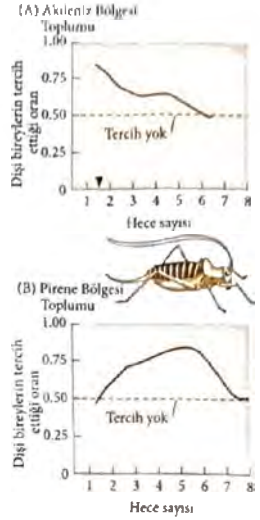 (A) Akdeniz Bölgesi
Toplumu
1.00
0.75
0.50
0.25
0
Tercih yok
Dişi bireylerin tercih
ettiği oran
1 2 3 4 5 6 7 8
Hece sayısı
(B) Pirene Bölgesi
Toplumu
1.00
0.75
0.50
0.25
0
Tercih yok
Dişi bireylerin tercih
ettiği oran
1 2 3 4 5 6 7 8
Hece sayısı